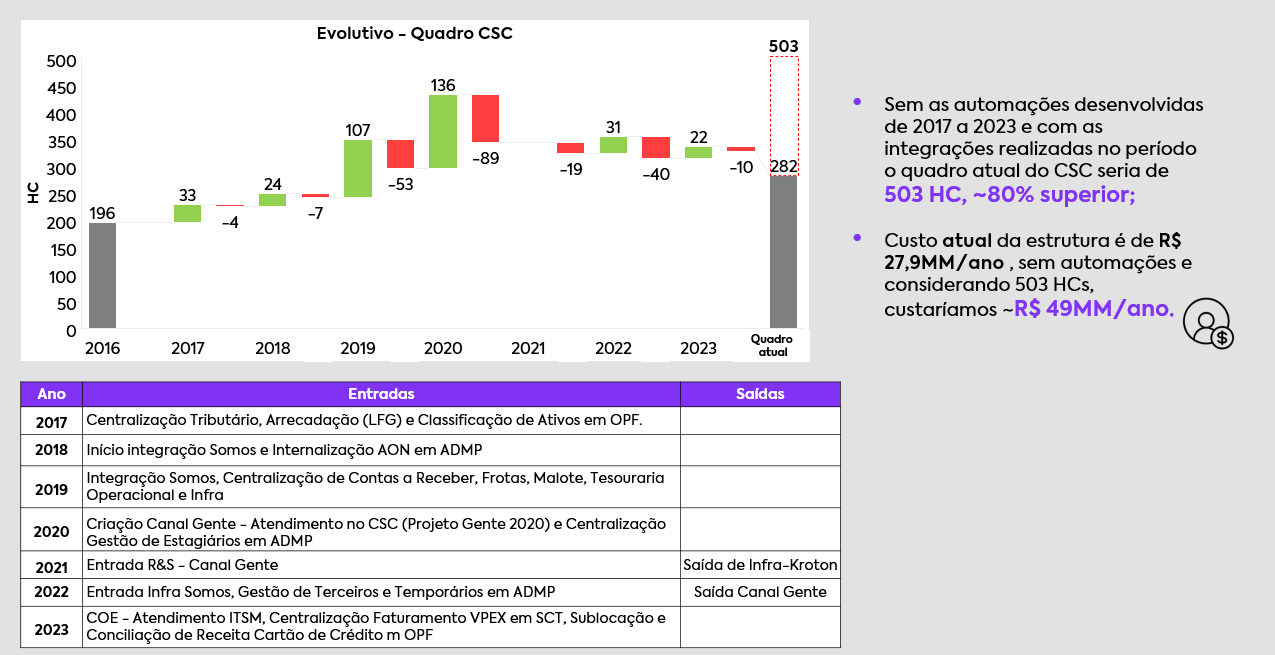 Evolutivo - Quadro CSC
HC
500
450
400
350
300
250
200
150
100
50
0
196
33
-4
24
-7
107
-53
136
-89
-19
31
-40
22
-10
503
282
2016
2017
2018
2019
2020
2021
2022
2023
Quadro
atual
• Sem as automações desenvolvidas
de 2017 a 2023 e com as
integrações realizadas no período
o quadro atual do CSC seria de
503 HC, ~80% superior;
• Custo atual da estrutura é de R$
27,9MM/ano , sem automações e
considerando 503 HCs,
custaríamos ~R$ 49MM/ano.
$
Ano Entradas Saídas
2017 Centralização Tributário, Arrecadação (LFG) e Classificação de Ativos em OPF.
2018 Início integração Somos e Internalização AON em ADMP
2019 Integração Somos, Centralização de Contas a Receber, Frotas, Malote, Tesouraria
Operacional e Infra
2020 Criação Canal Gente - Atendimento no CSC (Projeto Gente 2020) e Centralização
Gestão de Estagiários em ADMP
2021 Entrada R&S - Canal Gente Saída de Infra-Kroton
2022 Entrada Infra Somos, Gestão de Terceiros e Temporários em ADMP Saída Canal Gente
2023 COE - Atendimento ITSM, Centralização Faturamento VPEX em SCT, Sublocação e
Conciliação de Receita Cartão de Crédito m OPF